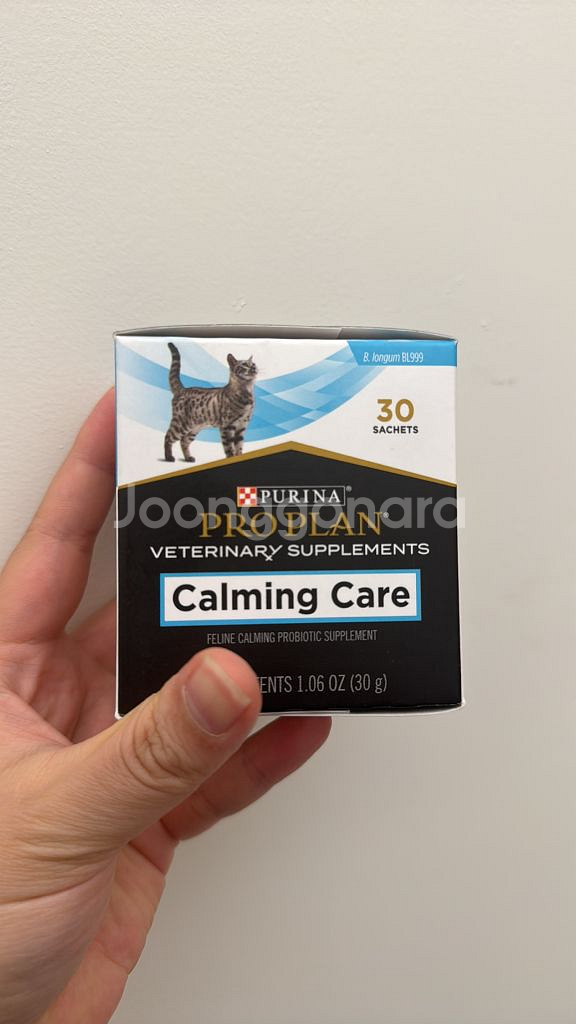 B. longum BL999
30
SACHETS
PURINA®
PRO PLAN®
Joonggonara
VETERINARY SUPPLEMENTS
Calming Care
FELINE CALMING PROBIOTIC SUPPLEMENT
1.06 OZ (30 g)